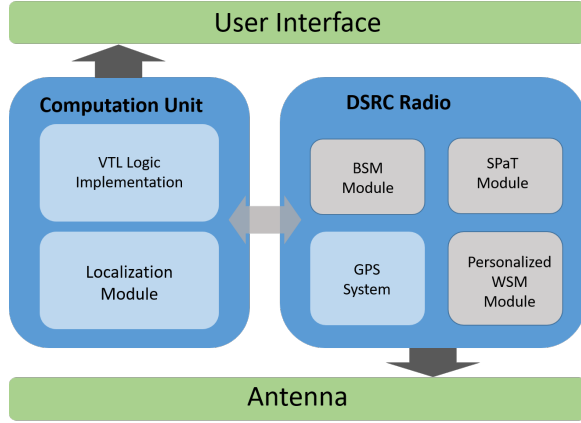 User Interface
Computation Unit
VTL Logic
Implementation
Localization
Module
DSRC Radio
BSM
Module
SPaT
Module
GPS
System
Personalized
WSM
Module
Antenna